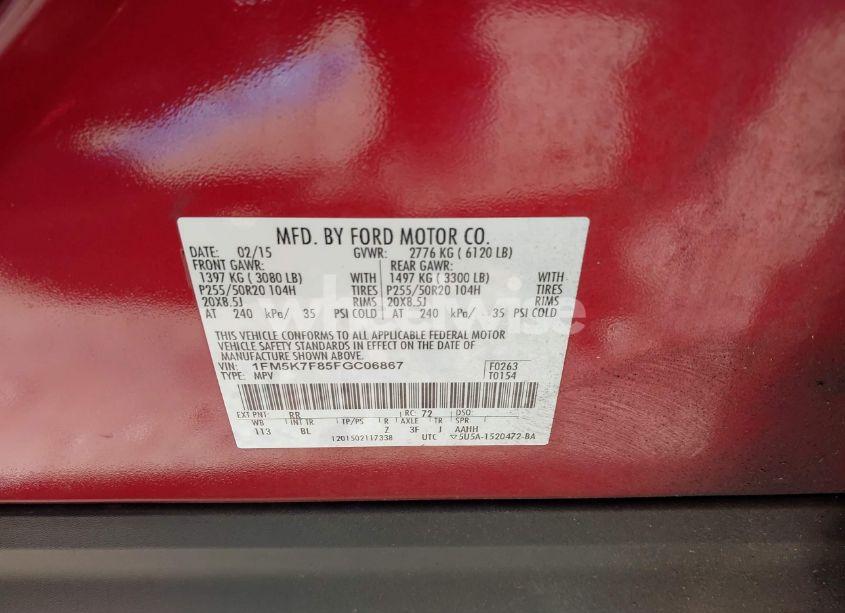 MFD. BY FORD MOTOR CO.
DATE: 02/15 GVWR: 2776 KG ( 6120 LB)
FRONT GAWR: REAR GAWR:
1397 KG ( 3080 LB) WITH 1497 KG ( 3300 LB) WITH
P255/50R20 104H TIRES P255/50R20 104H TIRES
20X8.5J RIMS 20X8.5J RIMS
AT 240 kPa/ 35 PSI COLD AT 240 kPa/ 35 PSI COLD
THIS VEHICLE CONFORMS TO ALL APPLICABLE FEDERAL MOTOR
VEHICLE SAFETY STANDARDS IN EFFECT ON THE DATE OF
MANUFACTURE SHOWN ABOVE.
VIN: 1FM5K7F85FGC06867 F0263
TYPE: MPV T0154
EXT PNT: RR RC: 72 DSO:
WB INT TR TP/PS R AXLE TR SPR
113 BL Z 3F J AAHH
1201502117338 UTC 5U5A-1520472-BA
wheelwise